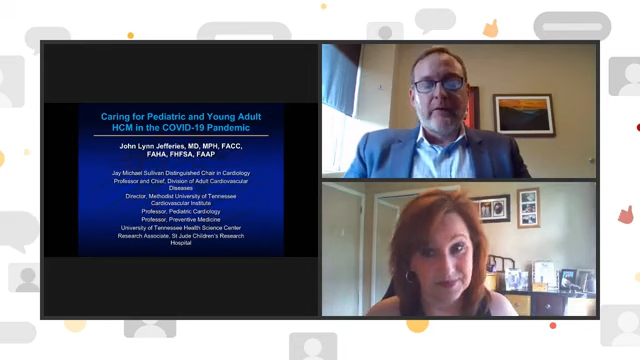 Caring for Pediatric and Young Adult
HCM in the COVID-19 Pandemic
John Lynn Jefferies, MD, MPH, FACC,
FAHA, FHFSA, FAAP
Jay Michael Sullivan Distinguished Chair in Cardiology
Professor and Chief, Division of Adult Cardiovascular
Diseases
Director, Methodist University of Tennessee
Cardiovascular Institute
Professor, Pediatric Cardiology
Professor, Preventive Medicine
University of Tennessee Health Science Center
Research Associate, St Jude Children's Research
Hospital